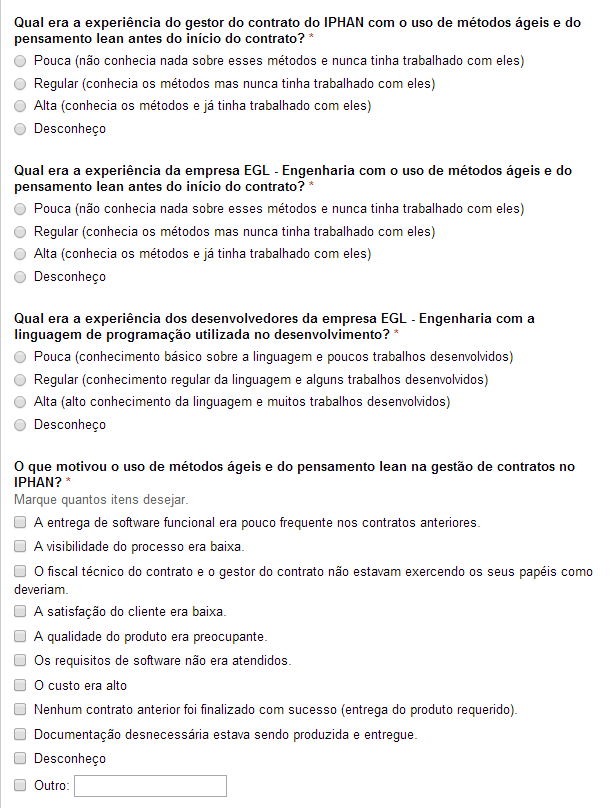 Qual era a experiência do gestor do contrato do IPHAN com o uso de métodos ágeis e do
pensamento lean antes do início do contrato? *
Pouca (não conhecia nada sobre esses métodos e nunca tinha trabalhado com eles)
Regular (conhecia os métodos mas nunca tinha trabalhado com eles)
Alta (conhecia os métodos e já tinha trabalhado com eles)
Desconheço
Qual era a experiência da empresa EGL - Engenharia com o uso de métodos ágeis e do
pensamento lean antes do início do contrato? *
Pouca (não conhecia nada sobre esses métodos e nunca tinha trabalhado com eles)
Regular (conhecia os métodos mas nunca tinha trabalhado com eles)
Alta (conhecia os métodos e já tinha trabalhado com eles)
Desconheço
Qual era a experiência dos desenvolvedores da empresa EGL - Engenharia com a
linguagem de programação utilizada no desenvolvimento? *
Pouca (conhecimento básico sobre a linguagem e poucos trabalhos desenvolvidos)
Regular (conhecimento regular da linguagem e alguns trabalhos desenvolvidos)
Alta (alto conhecimento da linguagem e muitos trabalhos desenvolvidos)
Desconheço
O que motivou o uso de métodos ágeis e do pensamento lean na gestão de contratos no
IPHAN? *
Marque quantos itens desejar.
A entrega de software funcional era pouco frequente nos contratos anteriores.
A visibilidade do processo era baixa.
O fiscal técnico do contrato e o gestor do contrato não estavam exercendo os seus papéis como
deveriam.
A satisfação do cliente era baixa.
A qualidade do produto era preocupante.
Os requisitos de software não era atendidos.
O custo era alto
Nenhum contrato anterior foi finalizado com sucesso (entrega do produto requerido).
Documentação desnecessária estava sendo produzida e entregue.
Desconheço
Outro: